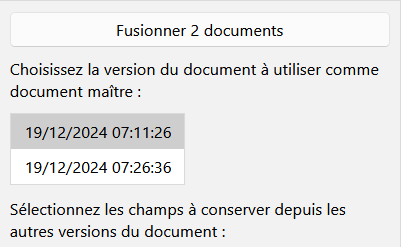 Fusionner 2 documents
Choisissez la version du document à utiliser comme
document maître :
19/12/2024 07:11:26
19/12/2024 07:26:36
Sélectionnez les champs à conserver depuis les
autres versions du document :